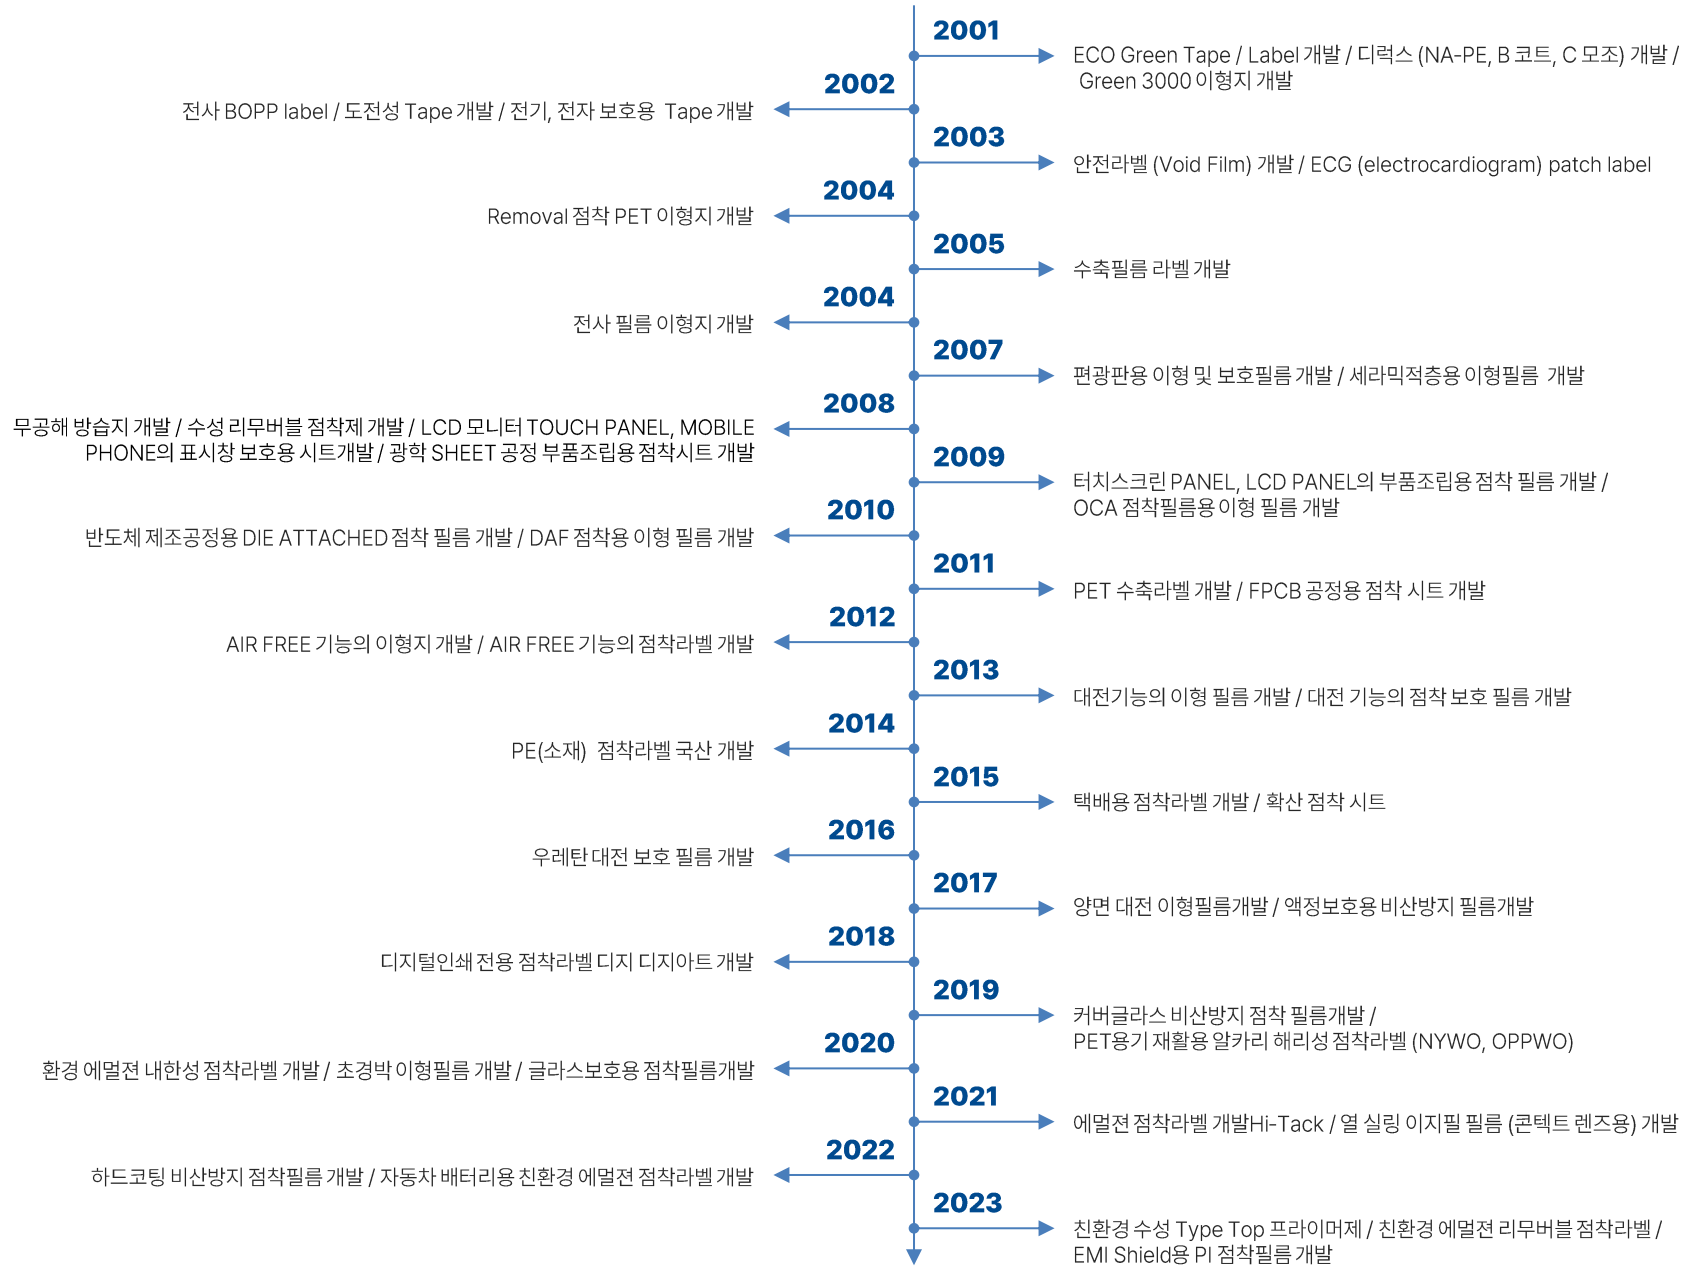 2001
ECO Green Tape / Label 개발 / 디럭스 (NA-PE, B 코트, C 모조) 개발 /
Green 3000 이형지 개발
2002
전사 BOPP label / 도전성 Tape 개발 / 전기, 전자 보호용 Tape 개발
2003
안전라벨 (Void Film) 개발 / ECG (electrocardiogram) patch label
2004
Removal 점착 PET 이형지 개발
2005
수축필름 라벨 개발
2004
전사 필름 이형지 개발
2007
편광판용 이형 및 보호필름 개발 / 세라믹적층용 이형필름 개발
2008
무공해 방습지 개발 / 수성 리무버블 점착제 개발 / LCD 모니터 TOUCH PANEL, MOBILE
PHONE의 표시창 보호용 시트개발 / 광학 SHEET 공정 부품조립용 점착시트 개발
2009
터치스크린 PANEL, LCD PANEL의 부품조립용 점착 필름 개발 /
OCA 점착필름용 이형 필름 개발
2010
반도체 제조공정용 DIE ATTACHED 점착 필름 개발 / DAF 점착용 이형 필름 개발
2011
PET 수축라벨 개발 / FPCB 공정용 점착 시트 개발
2012
AIR FREE 기능의 이형지 개발 / AIR FREE 기능의 점착라벨 개발
2013
대전기능의 이형 필름 개발 / 대전 기능의 점착 보호 필름 개발
2014
PE(소재) 점착라벨 국산 개발
2015
택배용 점착라벨 개발 / 확산 점착 시트
2016
우레탄 대전 보호 필름 개발
2017
양면 대전 이형필름개발 / 액정보호용 비산방지 필름개발
2018
디지털인쇄 전용 점착라벨 디지 디지아트 개발
2019
커버글라스 비산방지 점착 필름개발 /
PET용기 재활용 알카리 해리성 점착라벨 (NYWO, OPPWO)
2020
환경 에멀젼 내한성 점착라벨 개발 / 초경박 이형필름 개발 / 글라스보호용 점착필름개발
2021
에멀젼 점착라벨 개발Hi-Tack / 열 실링 이지필 필름 (콘텍트 렌즈용) 개발
2022
하드코팅 비산방지 점착필름 개발 / 자동차 배터리용 친환경 에멀젼 점착라벨 개발
2023
친환경 수성 Type Top 프라이머제 / 친환경 에멀젼 리무버블 점착라벨 /
EMI Shield용 PI 점착필름 개발